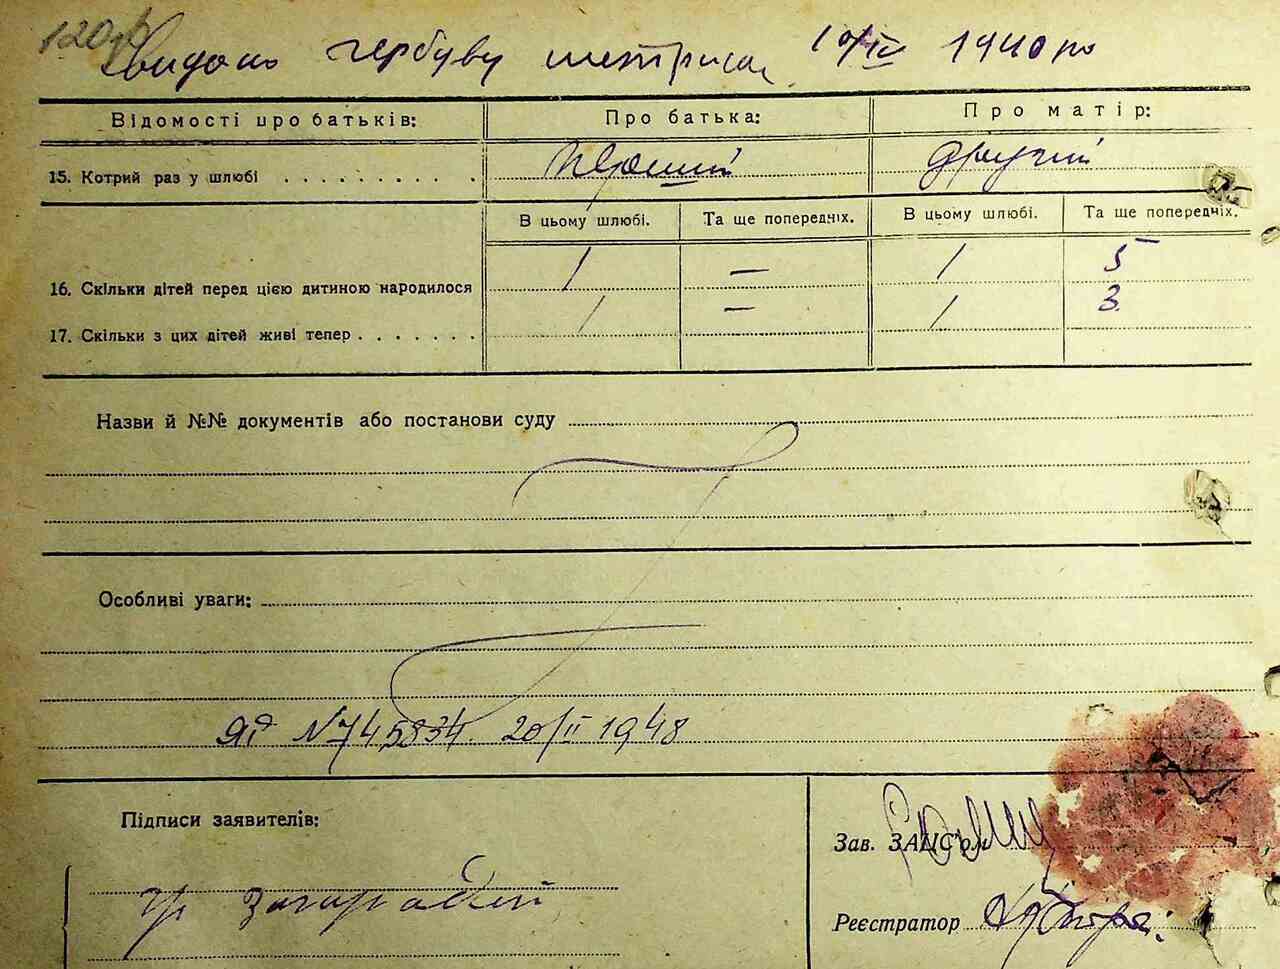 Видано гербову метрику 10/IV 1940 р
Відомості про батьків: Про батька: Про матір:
15. Котрий раз у шлюбі . . . . . . . . . . перший другий
В цьому шлюбі. Та ще попередніх. В цьому шлюбі. Та ще попередніх.
16. Скільки дітей перед цією дитиною народилося 1 — 1 5
17. Скільки з цих дітей живі тепер . . . . . . . 1 — 1 3
Назви й №№ документів або постанови суду
Особливі уваги:
ЯД N745834 20/II 1948
Підписи заявителів:
Зав. ЗАЦС'ом
гр
Реєстратор